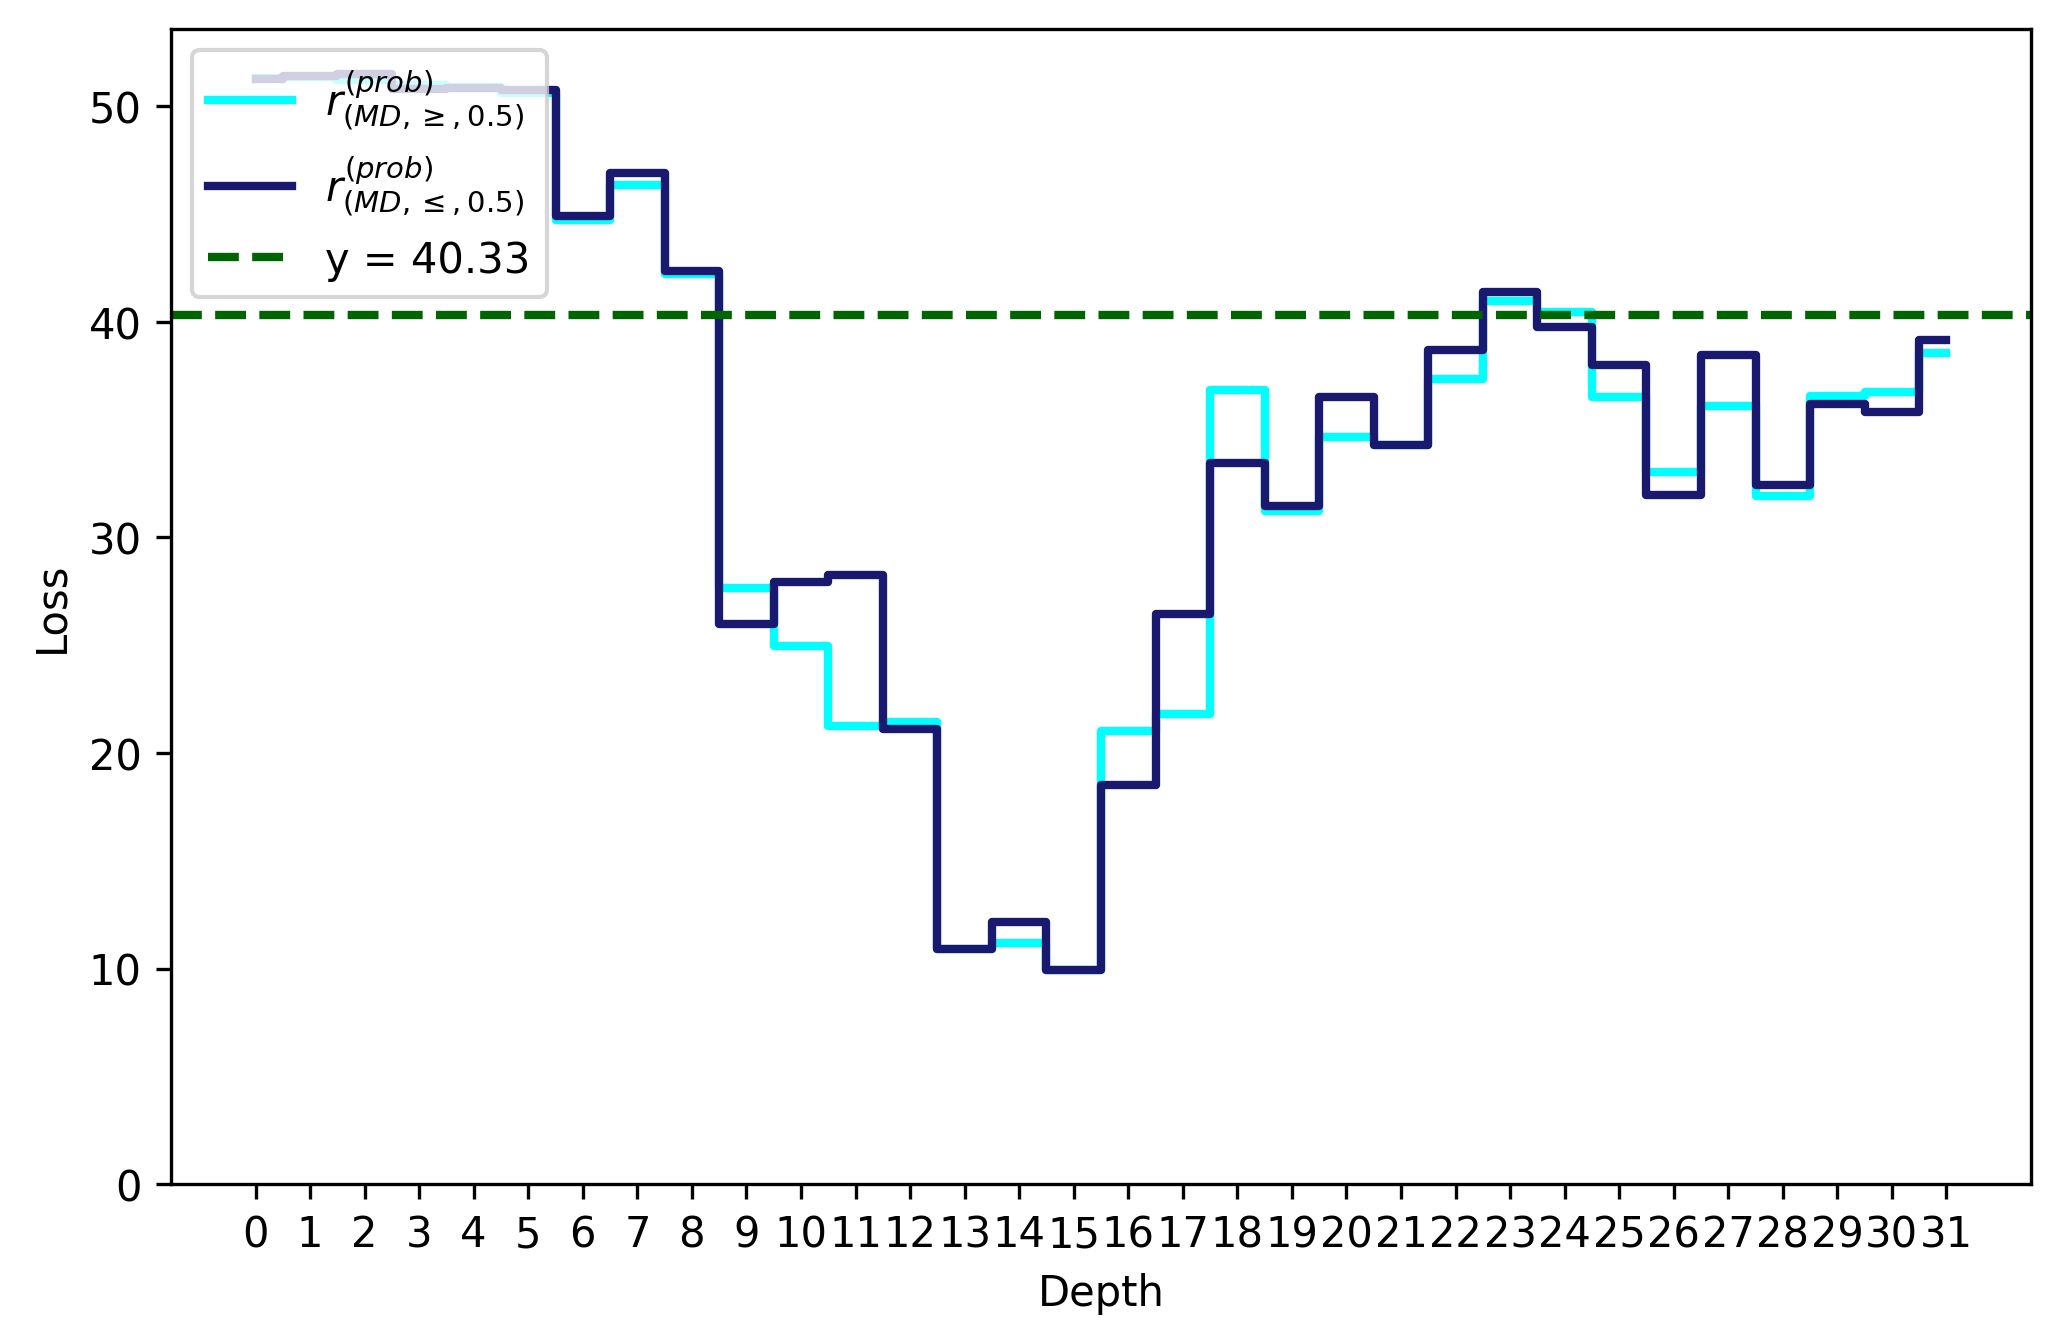 50
40
30
20
10
0
Loss
r^{(prob)}_{(MD, ≥, 0.5)}
r^{(prob)}_{(MD, ≤, 0.5)}
y = 40.33
0 1 2 3 4 5 6 7 8 9 10 11 12 13 14 15 16 17 18 19 20 21 22 23 24 25 26 27 28 29 30 31
Depth